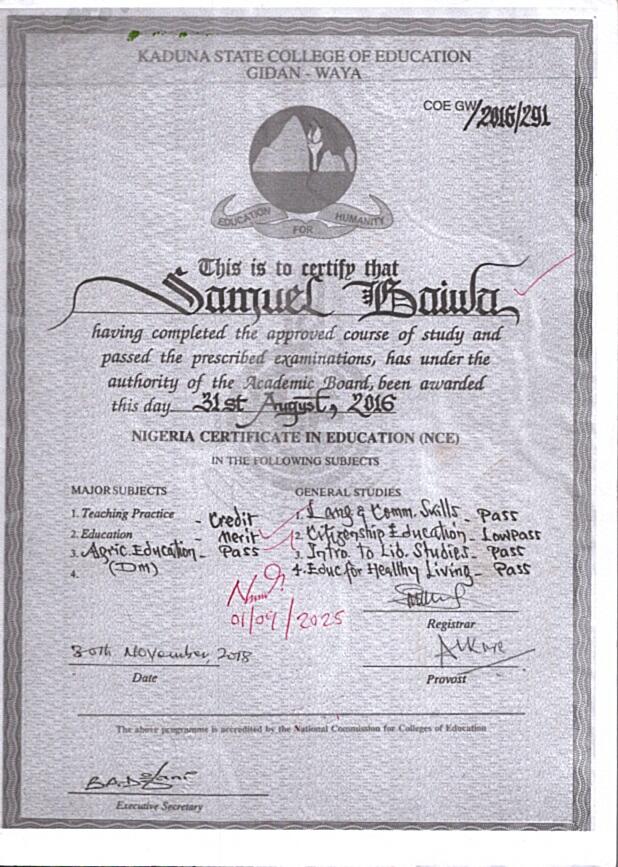 KADUNA STATE COLLEGE OF EDUCATION
GIDAN - WAYA
COE GW/2016/291
EDUCATION FOR HUMANITY
This is to certify that
Samuel
having completed the approved course of study and
passed the prescribed examinations, has under the
authority of the Academic Board, been awarded
this day 31st August, 2016
NIGERIA CERTIFICATE IN EDUCATION (NCE)
IN THE FOLLOWING SUBJECTS
MAJOR SUBJECTS
1. Teaching Practice - Credit
2. Education - Merit
3. Agric. Education - Pass
4. (DM)
GENERAL STUDIES
1. Lang & Comm. Skills - Pass
2. Citizenship Education - Low Pass
3. Intro. to Lib. Studies - Pass
4. Educ for Healthy Living - Pass
01/09/2025
Registrar
30th November, 2018
Date
Provost
The above programme is accredited by the National Commission for Colleges of Education
Executive Secretary